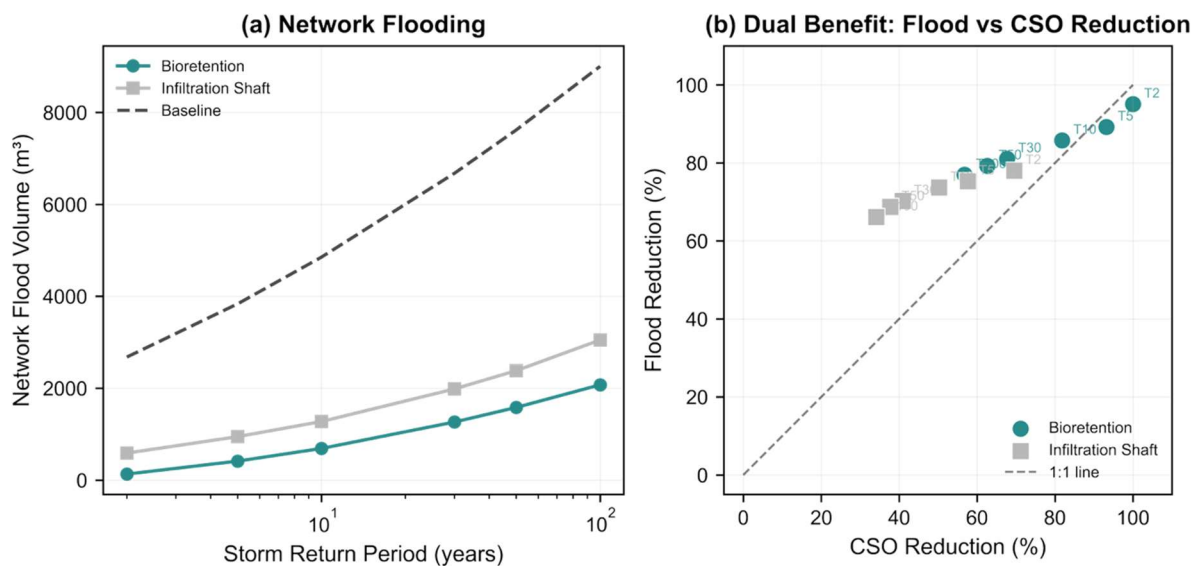 (a) Network Flooding
Bioretention
Infiltration Shaft
Baseline
Network Flood Volume (m³)
8000
6000
4000
2000
0
10¹
10²
Storm Return Period (years)
(b) Dual Benefit: Flood vs CSO Reduction
Flood Reduction (%)
100
80
60
40
20
0
T2
T5
T10
T30
T2
0
20
40
60
80
100
CSO Reduction (%)
Bioretention
Infiltration Shaft
1:1 line